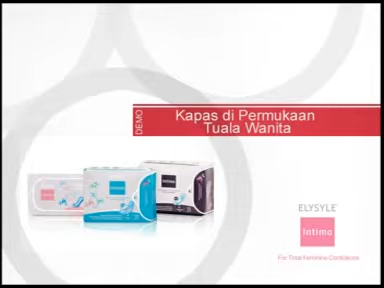 DEMO
Kapas di Permukaan
Tuala Wanita
ELYSYLE
Intimo
For Total Feminine Confidence